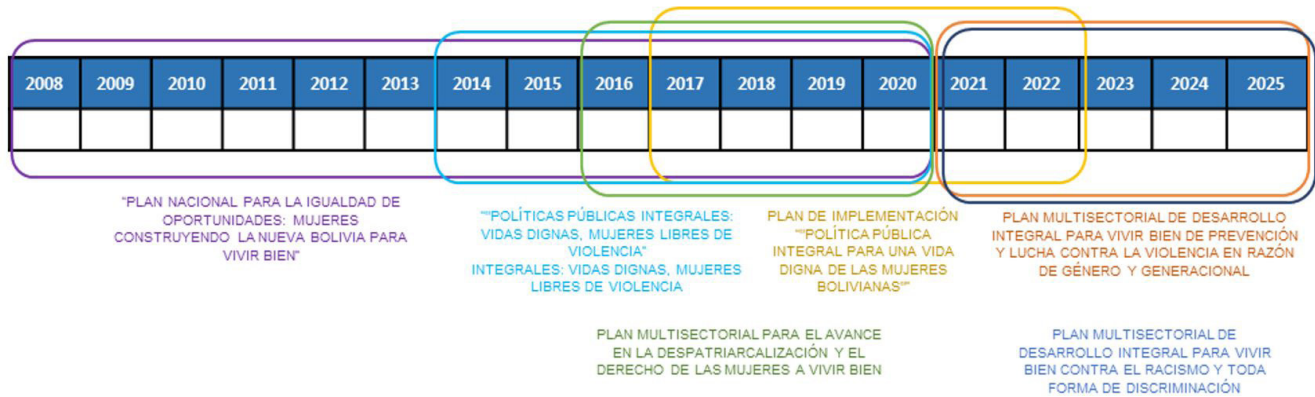 2008 2009 2010 2011 2012 2013 2014 2015 2016 2017 2018 2019 2020 2021 2022 2023 2024 2025
"PLAN NACIONAL PARA LA IGUALDAD DE
OPORTUNIDADES: MUJERES
CONSTRUYENDO LA NUEVA BOLIVIA PARA
VIVIR BIEN"
""POLÍTICAS PÚBLICAS INTEGRALES:
VIDAS DIGNAS, MUJERES LIBRES DE
VIOLENCIA"
INTEGRALES: VIDAS DIGNAS, MUJERES
LIBRES DE VIOLENCIA
PLAN DE IMPLEMENTACIÓN
""POLÍTICA PÚBLICA
INTEGRAL PARA UNA VIDA
DIGNA DE LAS MUJERES
BOLIVIANAS""
PLAN MULTISECTORIAL DE DESARROLLO
INTEGRAL PARA VIVIR BIEN DE PREVENCIÓN
Y LUCHA CONTRA LA VIOLENCIA EN RAZÓN
DE GÉNERO Y GENERACIONAL
PLAN MULTISECTORIAL PARA EL AVANCE
EN LA DESPATRIARCALIZACIÓN Y EL
DERECHO DE LAS MUJERES A VIVIR BIEN
PLAN MULTISECTORIAL DE
DESARROLLO INTEGRAL PARA VIVIR
BIEN CONTRA EL RACISMO Y TODA
FORMA DE DISCRIMINACIÓN